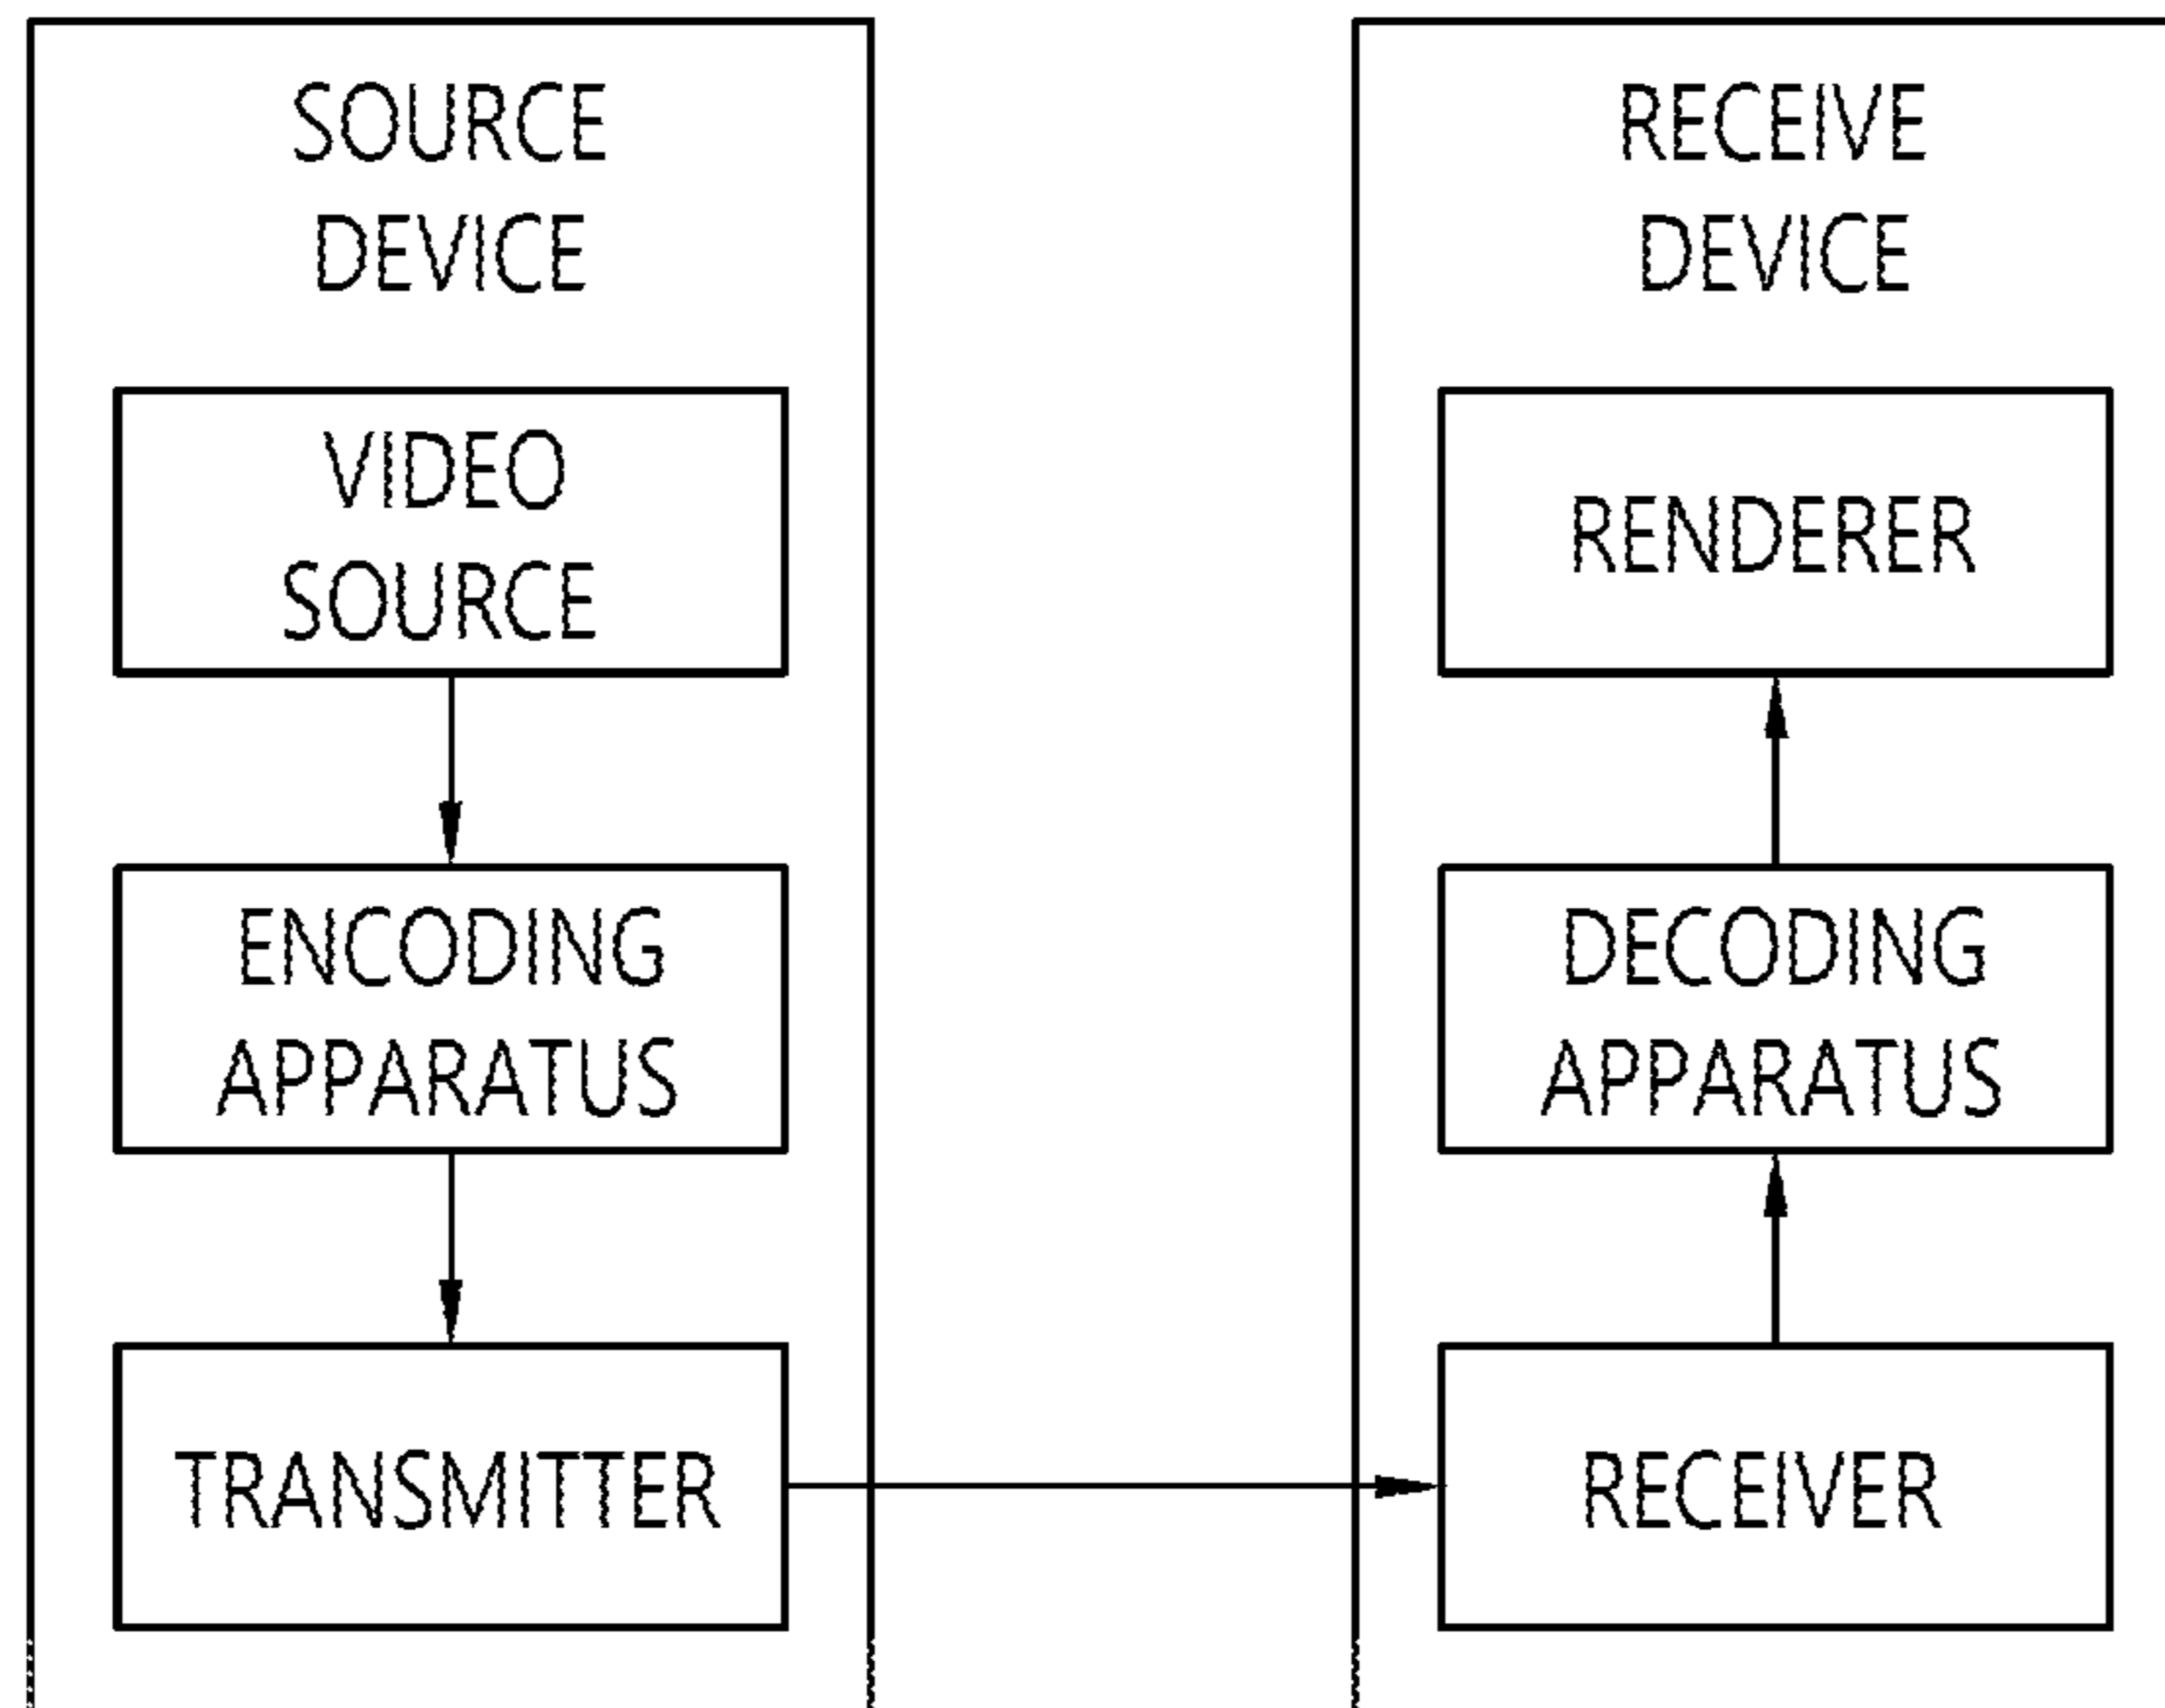 SOURCE
DEVICE
VIDEO
SOURCE
ENCODING
APPARATUS
TRANSMITTER
RECEIVE
DEVICE
RENDERER
DECODING
APPARATUS
RECEIVER